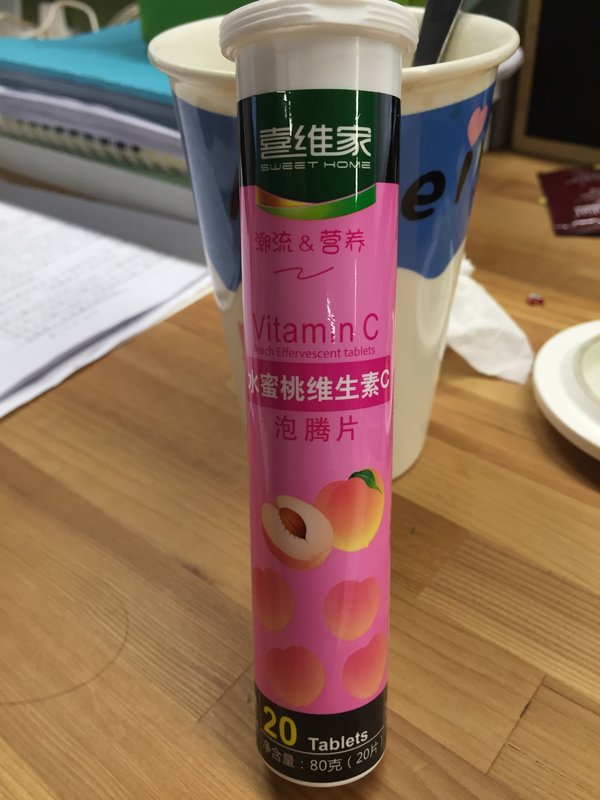 喜维家
SWEET HOME
潮流&营养
Vitamin C
Peach Effervescent tablets
水蜜桃维生素C
泡腾片
20 Tablets
净含量：80克（20片